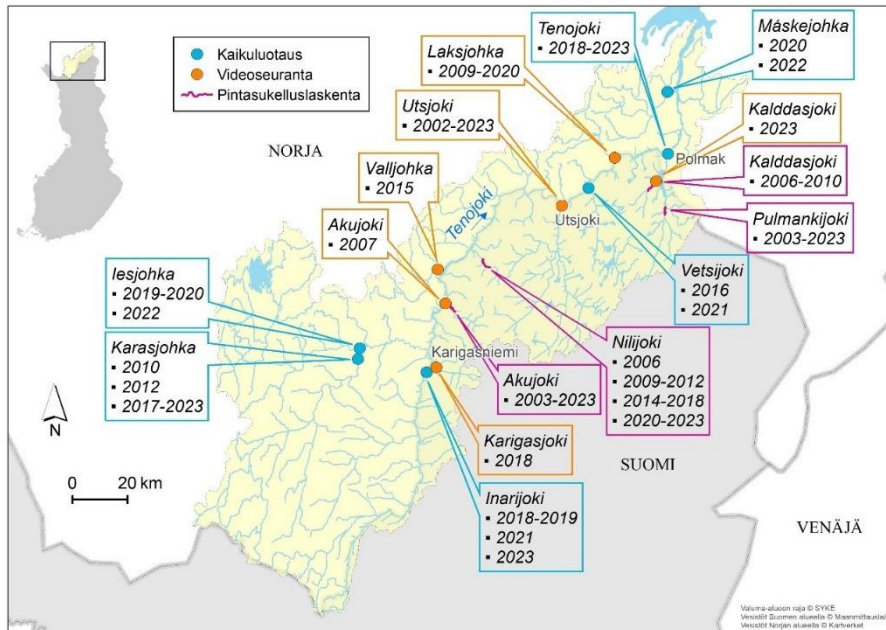 Kaikuluotaus
Videoseuranta
Pintasukelluslaskenta
NORJA
Laksjohka
▪ 2009-2020
Tenojoki
▪ 2018-2023
Máskejohka
▪ 2020
▪ 2022
Utsjoki
▪ 2002-2023
Kalddasjoki
▪ 2023
Valljohka
▪ 2015
Polmak
Kalddasjoki
▪ 2006-2010
Akujoki
▪ 2007
Tenojoki
Utsjoki
Pulmankijoki
▪ 2003-2023
Iesjohka
▪ 2019-2020
▪ 2022
Vetsijoki
▪ 2016
▪ 2021
Karasjohka
▪ 2010
▪ 2012
▪ 2017-2023
Karigasniemi
Nilijoki
▪ 2006
▪ 2009-2012
▪ 2014-2018
▪ 2020-2023
Akujoki
▪ 2003-2023
N
0 20 km
Karigasjoki
▪ 2018
SUOMI
Inarijoki
▪ 2018-2019
▪ 2021
▪ 2023
VENÄJÄ
Valuma-alueen raja © SYKE
Vesistöt Suomen alueella © Maanmittauslai
Vesistöt Norjan alueella © Kartverket